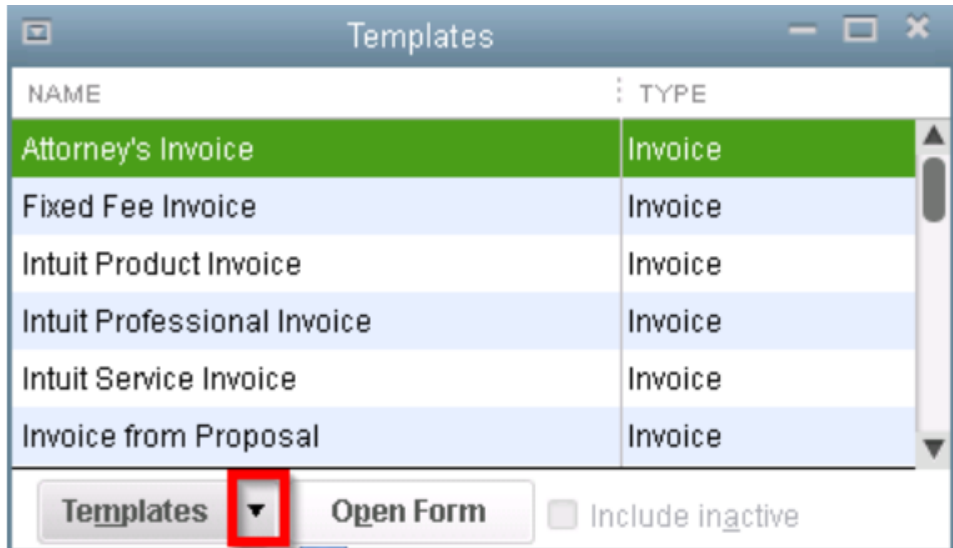 Templates
NAME TYPE
Attorney's Invoice Invoice
Fixed Fee Invoice Invoice
Intuit Product Invoice Invoice
Intuit Professional Invoice Invoice
Intuit Service Invoice Invoice
Invoice from Proposal Invoice
Templates Open Form Include inactive